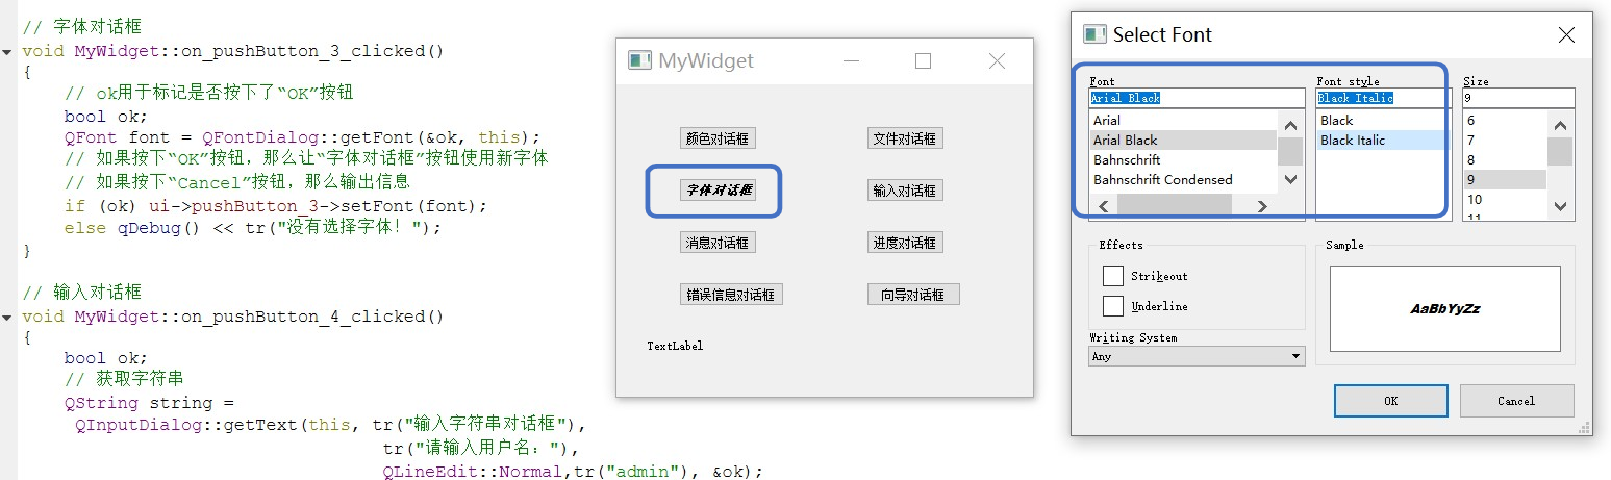 // 字体对话框
void MyWidget::on_pushButton_3_clicked()
{
// ok用于标记是否按下了“OK”按钮
bool ok;
QFont font = QFontDialog::getFont(&ok, this);
// 如果按下“OK”按钮，那么让“字体对话框”按钮使用新字体
// 如果按下“Cancel”按钮，那么输出信息
if (ok) ui->pushButton_3->setFont(font);
else qDebug() << tr("没有选择字体！");
}
// 输入对话框
void MyWidget::on_pushButton_4_clicked()
{
bool ok;
// 获取字符串
QString string =
QInputDialog::getText(this, tr("输入字符串对话框"),
tr("请输入用户名："),
QLineEdit::Normal,tr("admin"), &ok);
MyWidget
颜色对话框 文件对话框
字体对话框 输入对话框
消息对话框 进度对话框
错误信息对话框 向导对话框
TextLabel
Select Font
Font Font style Size
Arial Black Black Italic 9
Arial Black 6
Arial Black Black Italic 7
Bahnschrift 8
Bahnschrift Condensed 9
10
11
Effects Sample
Strikeout
Underline AaBbYyZz
Writing System
Any
OK Cancel